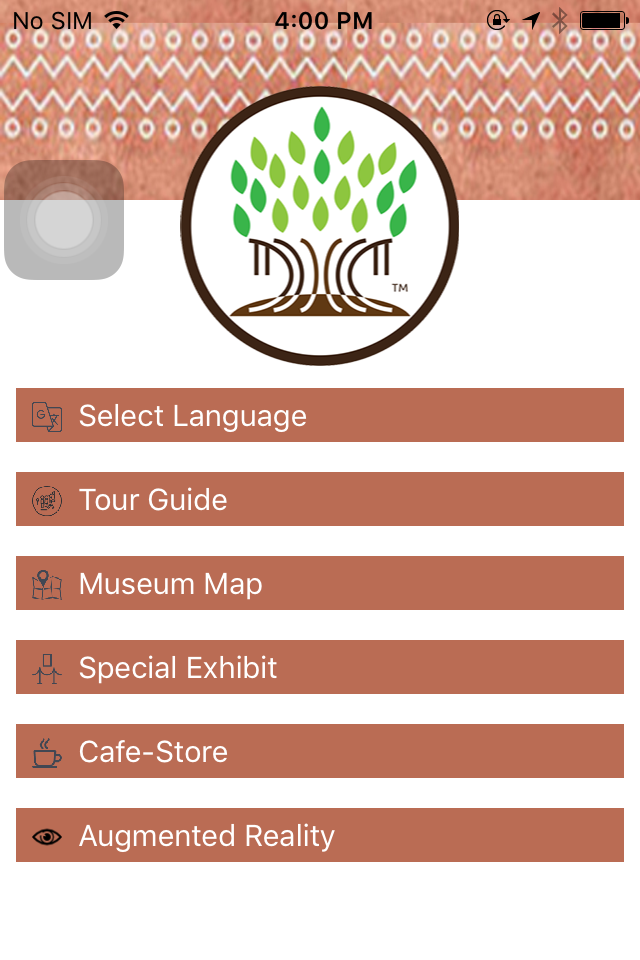 No SIM 4:00 PM
TM
Select Language
Tour Guide
Museum Map
Special Exhibit
Cafe-Store
Augmented Reality